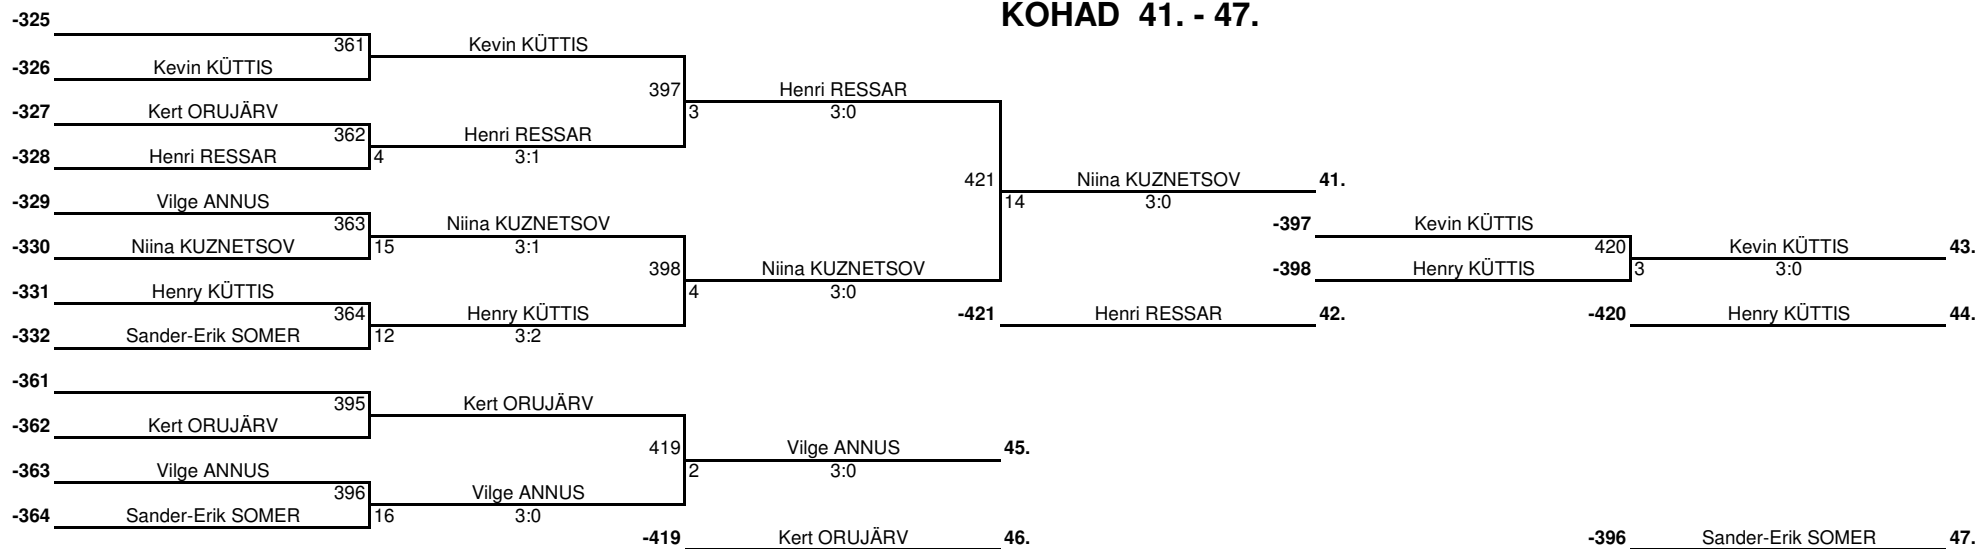 KOHAD 41. - 47.
-325
361 Kevin KÜTTIS
-326 Kevin KÜTTIS
397 Henri RESSAR
-327 Kert ORUJÄRV
3 3:0
362 Henri RESSAR
-328 Henri RESSAR 4 3:1
421 Niina KUZNETSOV 41.
-329 Vilge ANNUS
14 3:0
363 Niina KUZNETSOV
-397 Kevin KÜTTIS
-330 Niina KUZNETSOV 15 3:1
420 Kevin KÜTTIS 43.
398 Niina KUZNETSOV
-398 Henry KÜTTIS 3 3:0
-331 Henry KÜTTIS
4 3:0
364 Henry KÜTTIS
-421 Henri RESSAR 42.
-420 Henry KÜTTIS 44.
-332 Sander-Erik SOMER 12 3:2
-361
395 Kert ORUJÄRV
-362 Kert ORUJÄRV
419 Vilge ANNUS 45.
-363 Vilge ANNUS
2 3:0
396 Vilge ANNUS
-364 Sander-Erik SOMER 16 3:0
-419 Kert ORUJÄRV 46.
-396 Sander-Erik SOMER 47.